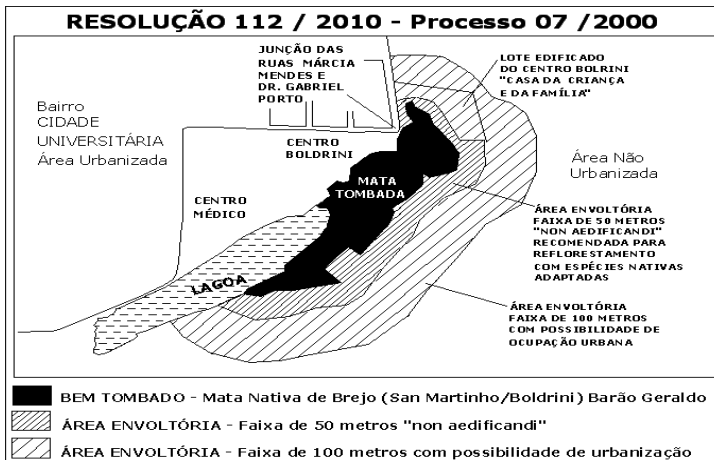 RESOLUÇÃO 112 / 2010 - Processo 07 /2000
JUNÇÃO DAS
RUAS MÁRCIA
MENDES E
DR. GABRIEL
PORTO
LOTE EDIFICADO
DO CENTRO BOLRINI
"CASA DA CRIANÇA
E DA FAMÍLIA"
Bairro
CIDADE
UNIVERSITÁRIA
Área Urbanizada
CENTRO
BOLDRINI
Área Não
Urbanizada
MATA
TOMBADA
CENTRO
MÉDICO
ÁREA ENVOLTÓRIA
FAIXA DE 50 METROS
"NON AEDIFICANDI"
RECOMENDADA PARA
REFLORESTAMENTO
COM ESPÉCIES NATIVAS
ADAPTADAS
LAGOA
ÁREA ENVOLTÓRIA
FAIXA DE 100 METROS
COM POSSIBILIDADE DE
OCUPAÇÃO URBANA
BEM TOMBADO - Mata Nativa de Brejo (San Martinho/Boldrini) Barão Geraldo
ÁREA ENVOLTÓRIA - Faixa de 50 metros "non aedificandi"
ÁREA ENVOLTÓRIA - Faixa de 100 metros com possibilidade de urbanização